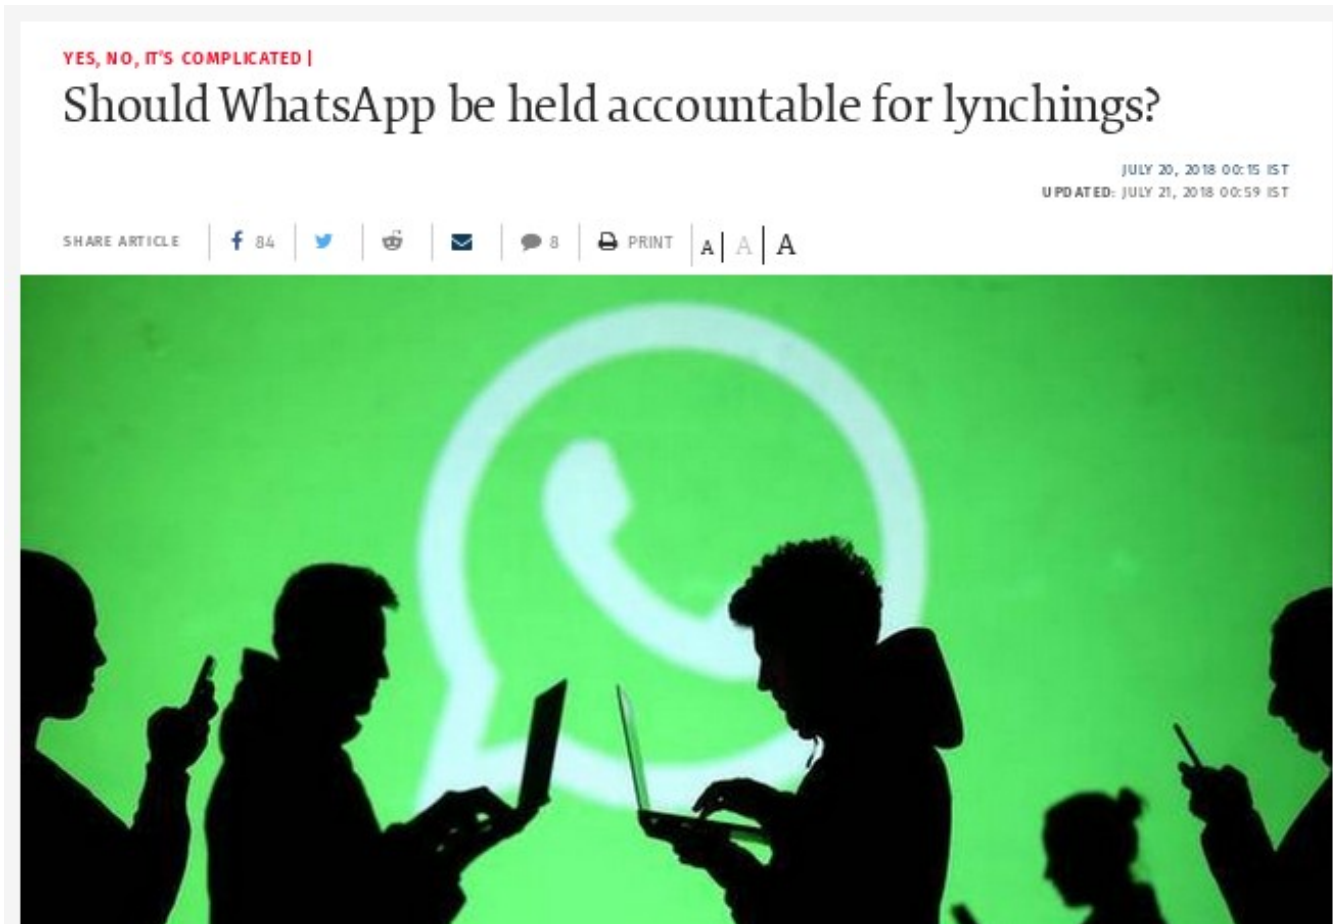 YES, NO, IT'S COMPLICATED |
Should WhatsApp be held accountable for lynchings?
JULY 20, 2018 00:15 IST
UPDATED: JULY 21, 2018 00:59 IST
SHARE ARTICLE 84 8 PRINT A A A